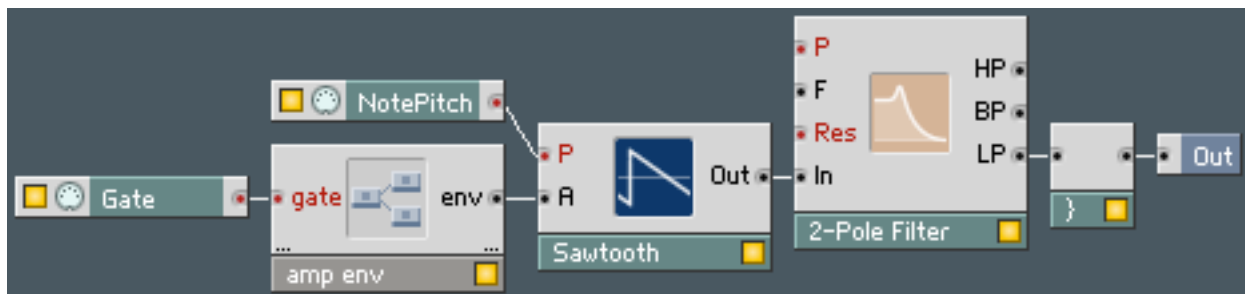 Gate
NotePitch
gate
env
...
...
amp env
P
A
Out
Sawtooth
P
F
Res
In
HP
BP
LP
2-Pole Filter
}
Out